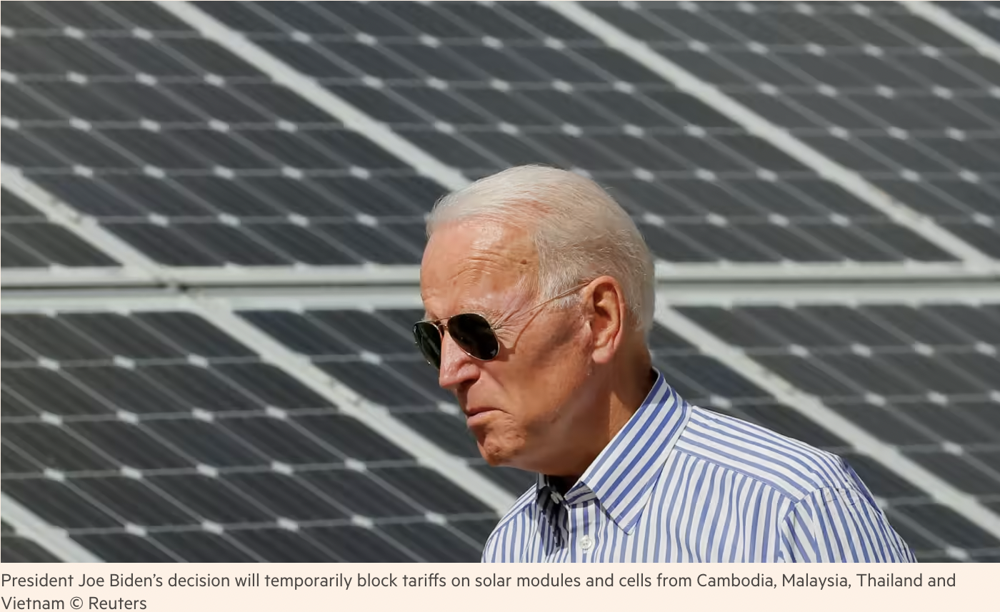 President Joe Biden’s decision will temporarily block tariffs on solar modules and cells from Cambodia, Malaysia, Thailand and
Vietnam © Reuters